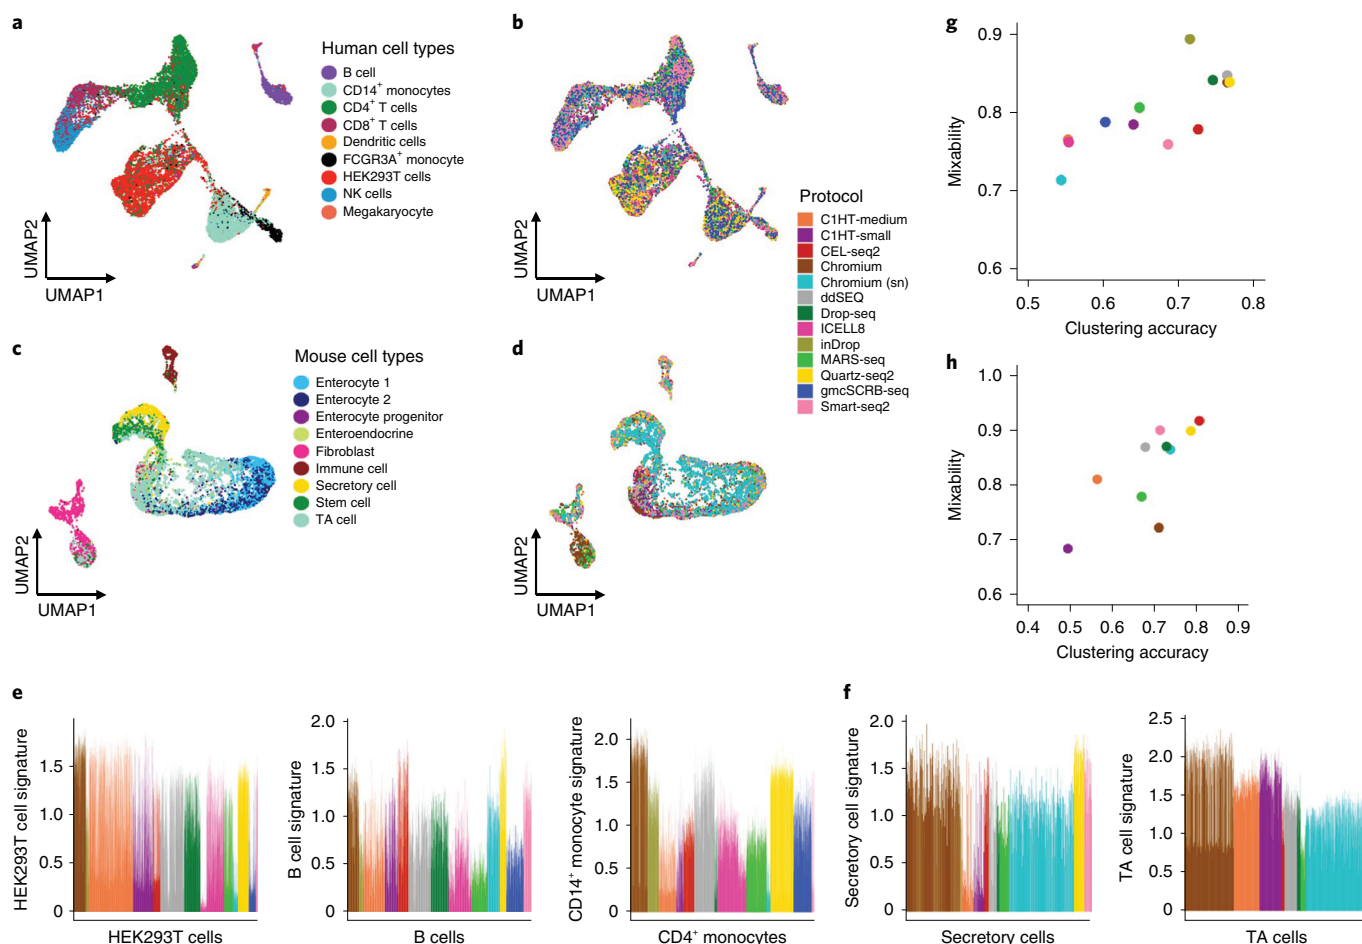 a
Human cell types
B cell
CD14+ monocytes
CD4+ T cells
CD8+ T cells
Dendritic cells
FCGR3A+ monocyte
HEK293T cells
NK cells
Megakaryocyte
UMAP2
UMAP1
b
UMAP2
UMAP1
Protocol
C1HT-medium
C1HT-small
CEL-seq2
Chromium
Chromium (sn)
ddSEQ
Drop-seq
ICELL8
inDrop
MARS-seq
Quartz-seq2
gmcSCRB-seq
Smart-seq2
g
Mixability
0.9
0.8
0.7
0.6
0.5 0.6 0.7 0.8
Clustering accuracy
c
Mouse cell types
Enterocyte 1
Enterocyte 2
Enterocyte progenitor
Enteroendocrine
Fibroblast
Immune cell
Secretory cell
Stem cell
TA cell
UMAP2
UMAP1
d
UMAP2
UMAP1
h
Mixability
1.0
0.9
0.8
0.7
0.6
0.4 0.5 0.6 0.7 0.8 0.9
Clustering accuracy
e
HEK293T cell signature
1.5
1.0
0.5
0
HEK293T cells
B cell signature
2.0
1.5
1.0
0.5
0
B cells
CD14+ monocyte signature
2.0
1.5
1.0
0.5
0
CD4+ monocytes
f
Secretory cell signature
2.0
1.5
1.0
0.5
0
Secretory cells
TA cell signature
2.5
2.0
1.5
1.0
0.5
0
TA cells